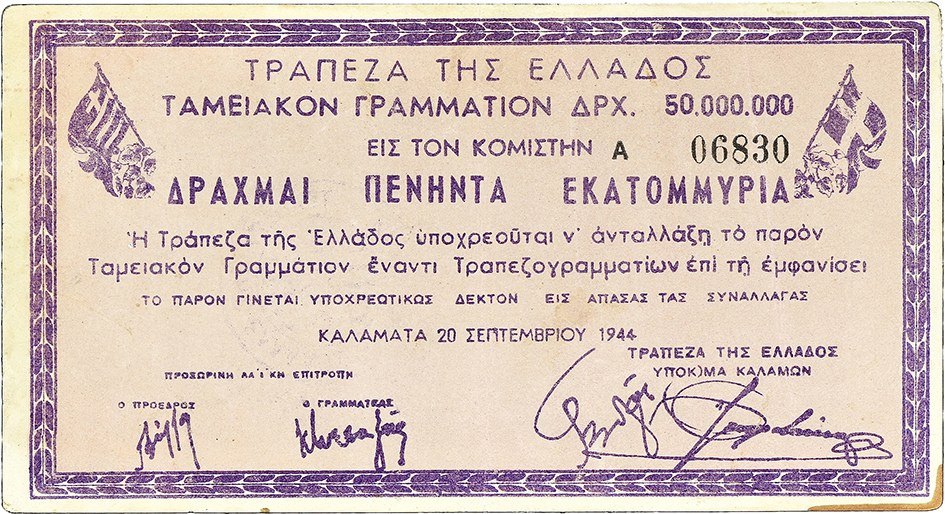 ΤΡΑΠΕΖΑ ΤΗΣ ΕΛΛΑΔΟΣ
ΤΑΜΕΙΑΚΟΝ ΓΡΑΜΜΑΤΙΟΝ ΔΡΧ. 50.000.000
ΕΙΣ ΤΟΝ ΚΟΜΙΣΤΗΝ Α 06830
ΔΡΑΧΜΑΙ ΠΕΝΗΝΤΑ ΕΚΑΤΟΜΜΥΡΙΑ
Ἡ Τράπεζα τῆς Ἑλλάδος ὑποχρεοῦται ν' ἀνταλλάξῃ τὸ παρὸν
Ταμειακὸν Γραμμάτιον ἔναντι Τραπεζογραμματίων ἐπὶ τῇ ἐμφανίσει
ΤΟ ΠΑΡΟΝ ΓΙΝΕΤΑΙ ΥΠΟΧΡΕΩΤΙΚΩΣ ΔΕΚΤΟΝ ΕΙΣ ΑΠΑΣΑΣ ΤΑΣ ΣΥΝΑΛΛΑΓΑΣ
ΚΑΛΑΜΑΤΑ 20 ΣΕΠΤΕΜΒΡΙΟΥ 1944
ΤΡΑΠΕΖΑ ΤΗΣ ΕΛΛΑΔΟΣ
ΥΠΟΚ)ΜΑ ΚΑΛΑΜΩΝ
ΠΡΟΣΩΡΙΝΗ ΛΑΪΚΗ ΕΠΙΤΡΟΠΗ
Ο ΠΡΟΕΔΡΟΣ Ο ΓΡΑΜΜΑΤΕΑΣ